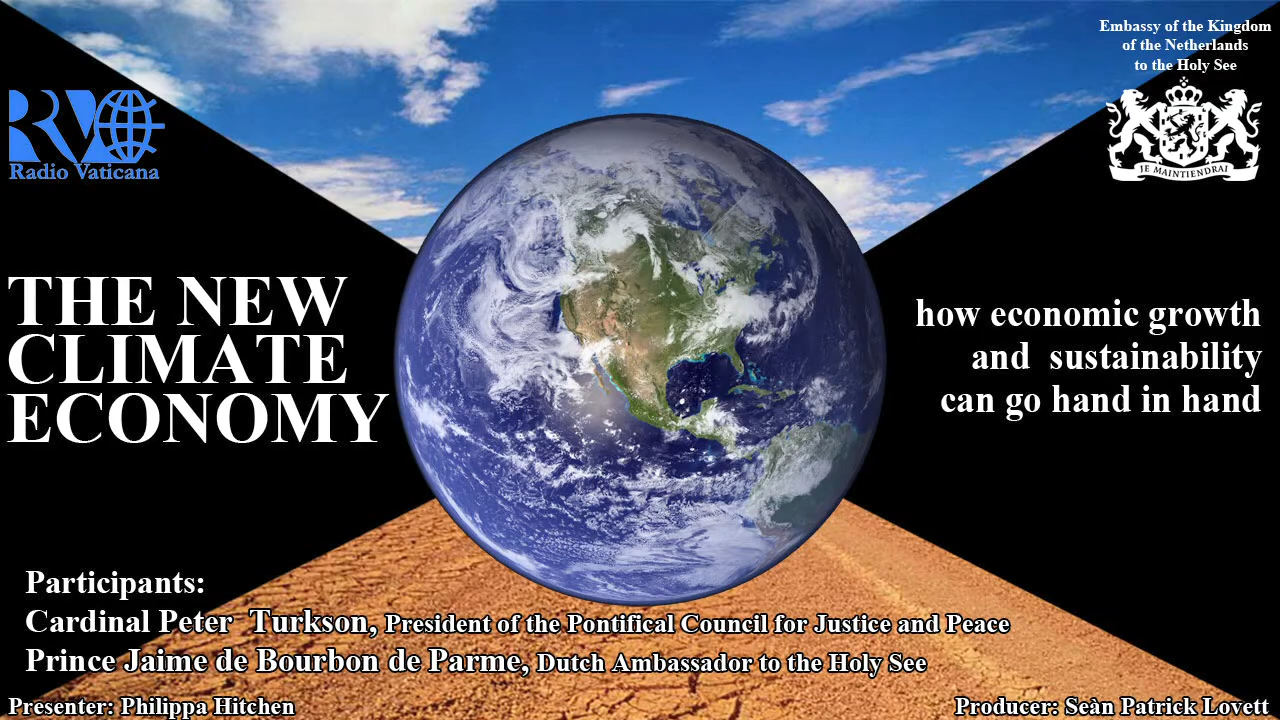 Embassy of the Kingdom
of the Netherlands
to the Holy See
JE MAINTIENDRAI
RV
Radio Vaticana
THE NEW
CLIMATE
ECONOMY
how economic growth
and sustainability
can go hand in hand
Participants:
Cardinal Peter Turkson, President of the Pontifical Council for Justice and Peace
Prince Jaime de Bourbon de Parme, Dutch Ambassador to the Holy See
Presenter: Philippa Hitchen
Producer: Seàn Patrick Lovett